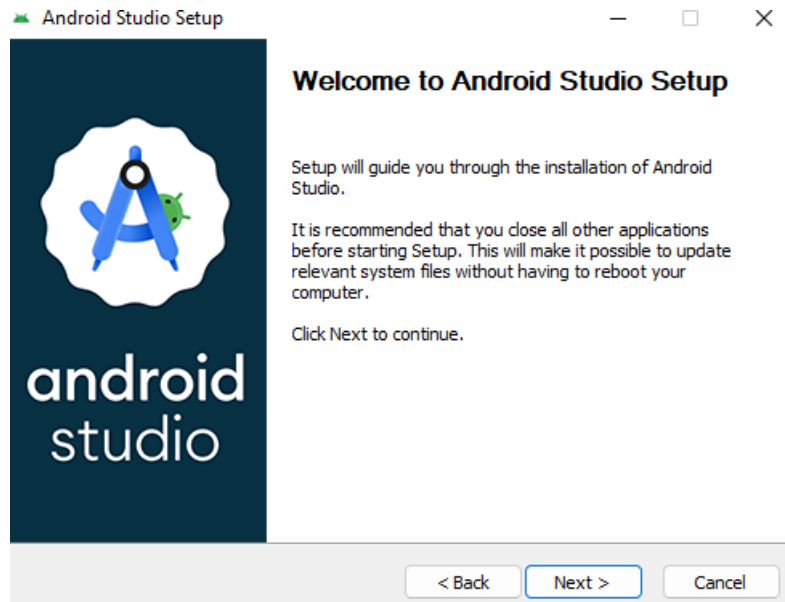 Android Studio Setup
Welcome to Android Studio Setup
Setup will guide you through the installation of Android
Studio.
It is recommended that you close all other applications
before starting Setup. This will make it possible to update
relevant system files without having to reboot your
computer.
Click Next to continue.
android
studio
< Back
Next >
Cancel